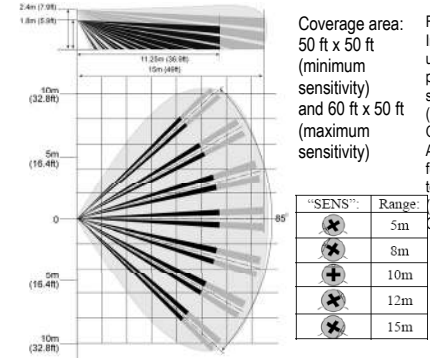 2.4m (7.9ft)
1.8m (5.9ft)
11.25m (36.9ft)
15m (49ft)
10m
(32.8ft)
5m
(16.4ft)
0
5m
(16.4ft)
10m
(32.8ft)
85°
Coverage area:
50 ft x 50 ft
(minimum
sensitivity)
and 60 ft x 50 ft
(maximum
sensitivity)
"SENS": Range:
5m
8m
10m
12m
15m